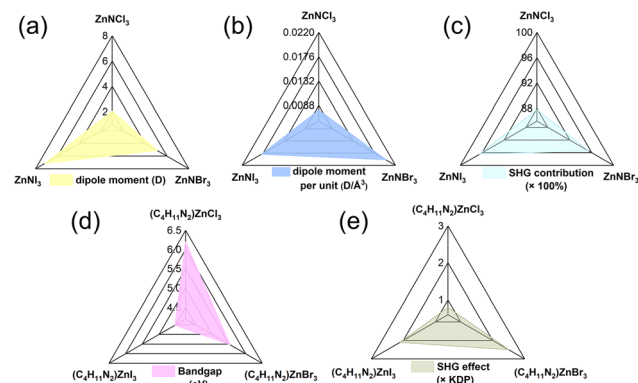 (a)
ZnNCl₃
8
6
4
2
ZnNI₃
ZnNBr₃
dipole moment (D)
(b)
ZnNCl₃
0.0220
0.0176
0.0132
0.0088
ZnNI₃
ZnNBr₃
dipole moment
per unit (D/Å³)
(c)
ZnNCl₃
100
96
92
88
ZnNI₃
ZnNBr₃
SHG contribution
(× 100%)
(d)
(C₄H₁₁N₂)ZnCl₃
6.5
6.0
5.5
5.0
(C₄H₁₁N₂)ZnI₃
(C₄H₁₁N₂)ZnBr₃
Bandgap
(e)
(C₄H₁₁N₂)ZnCl₃
3
2
1
(C₄H₁₁N₂)ZnI₃
(C₄H₁₁N₂)ZnBr₃
SHG effect
(× KDP)